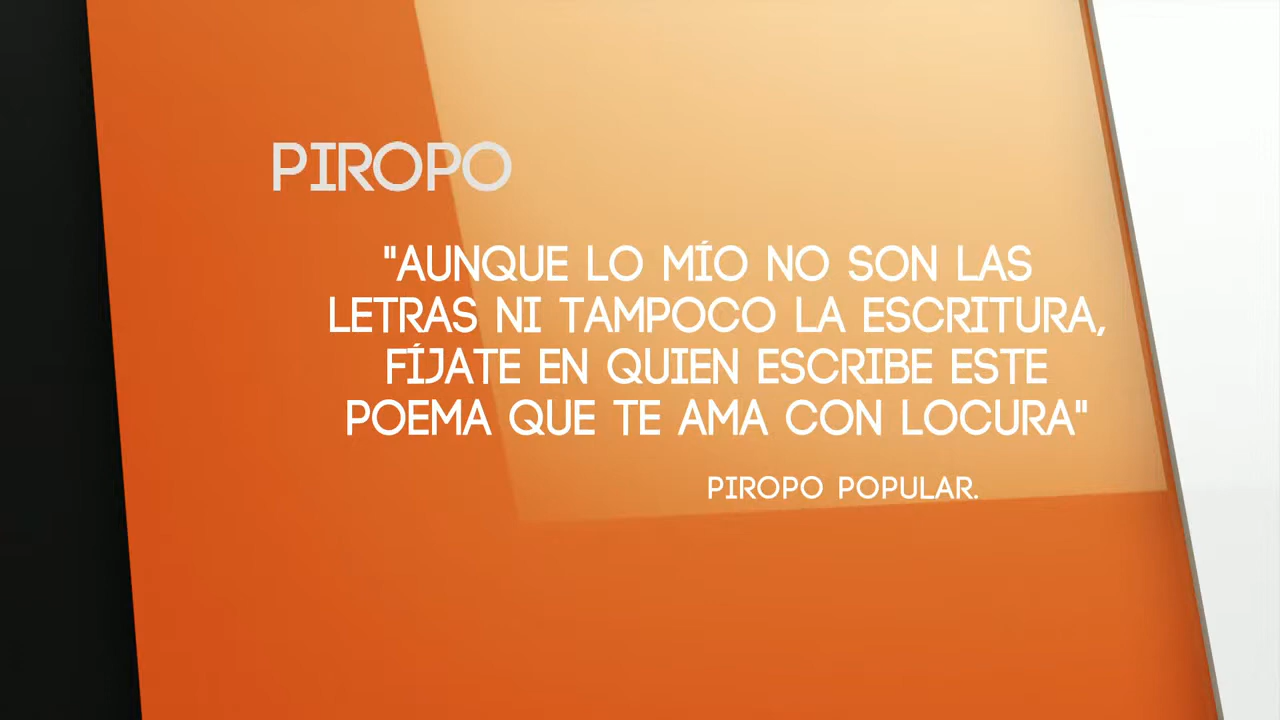 PIROPO
"AUNQUE LO MÍO NO SON LAS
LETRAS NI TAMPOCO LA ESCRITURA,
FÍJATE EN QUIEN ESCRIBE ESTE
POEMA QUE TE AMA CON LOCURA"
PIROPO POPULAR.